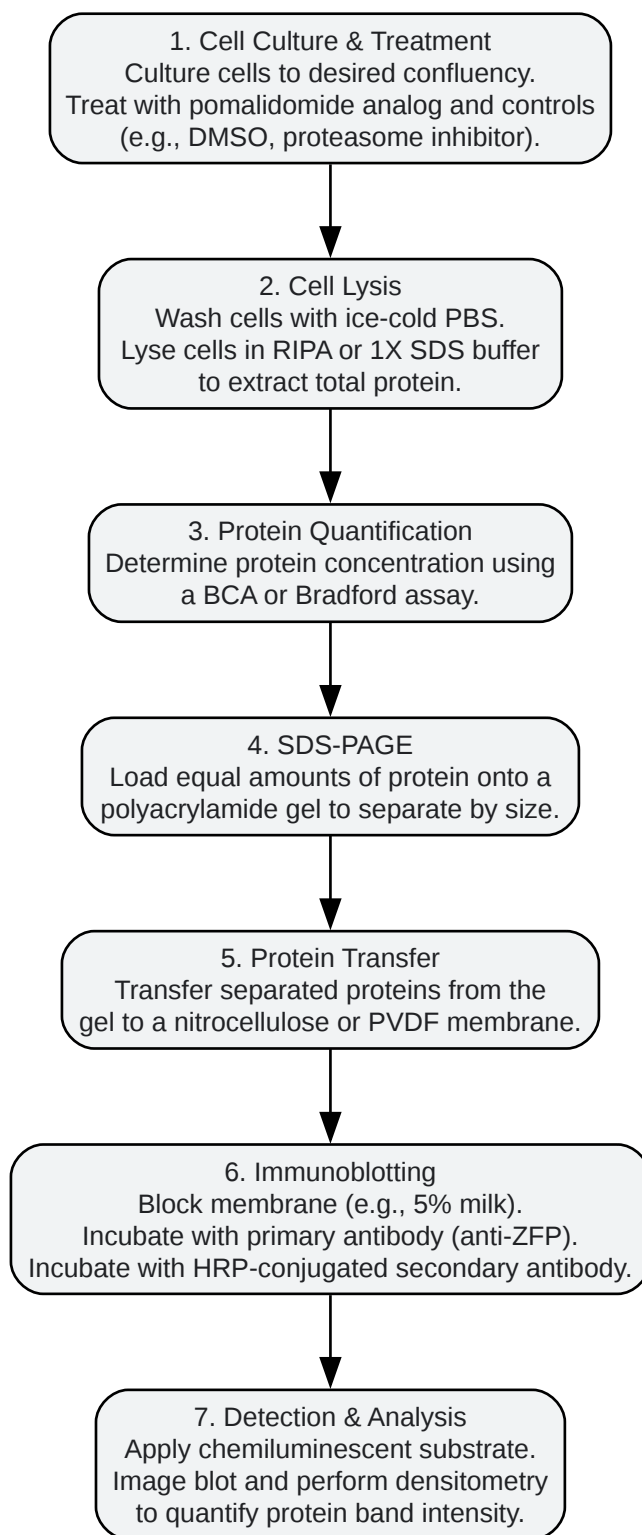 1. Cell Culture & Treatment
Culture cells to desired confluency.
Treat with pomalidomide analog and controls
(e.g., DMSO, proteasome inhibitor).
2. Cell Lysis
Wash cells with ice-cold PBS.
Lyse cells in RIPA or 1X SDS buffer
to extract total protein.
3. Protein Quantification
Determine protein concentration using
a BCA or Bradford assay.
4. SDS-PAGE
Load equal amounts of protein onto a
polyacrylamide gel to separate by size.
5. Protein Transfer
Transfer separated proteins from the
gel to a nitrocellulose or PVDF membrane.
6. Immunoblotting
Block membrane (e.g., 5% milk).
Incubate with primary antibody (anti-ZFP).
Incubate with HRP-conjugated secondary antibody.
7. Detection & Analysis
Apply chemiluminescent substrate.
Image blot and perform densitometry
to quantify protein band intensity.